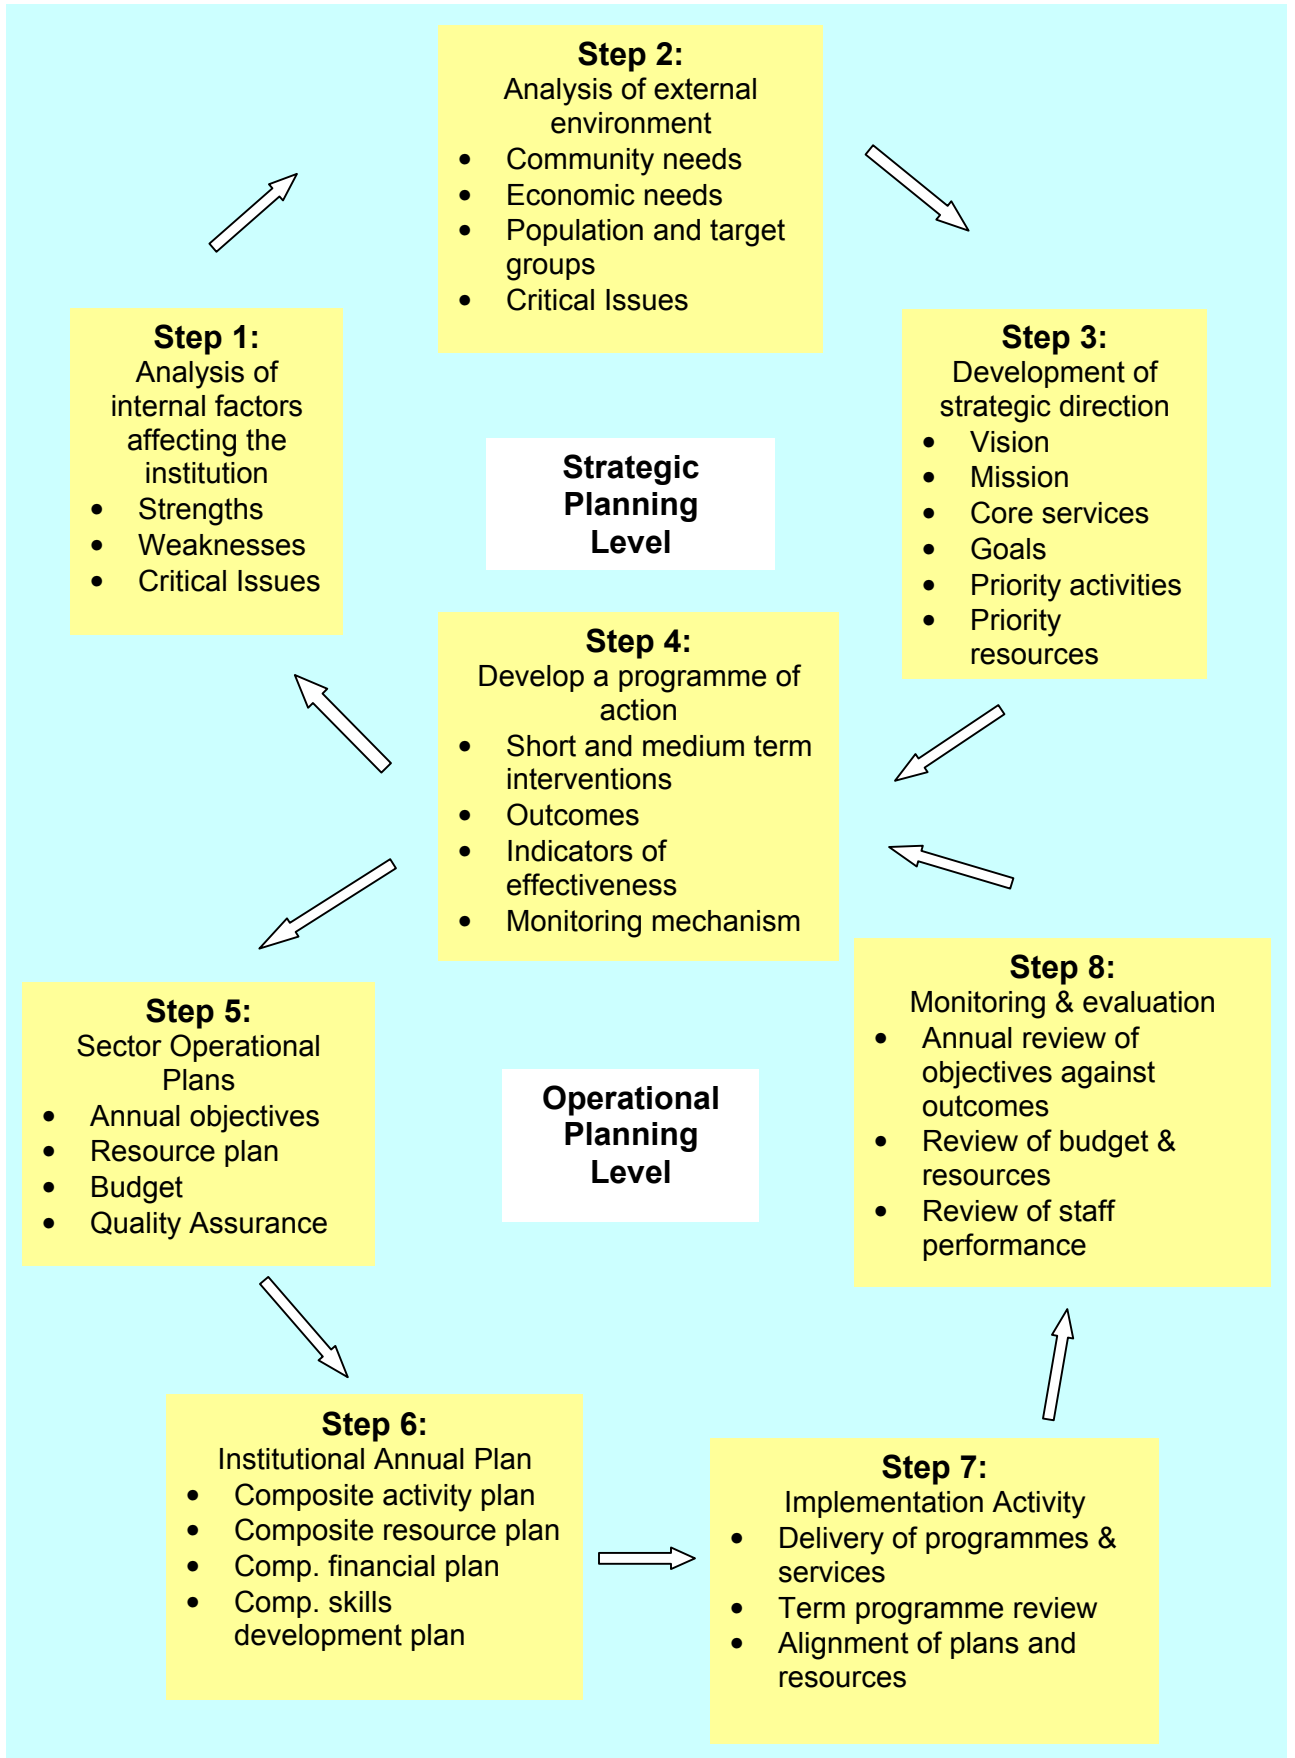 Step 2:
Analysis of external
environment
• Community needs
• Economic needs
• Population and target
groups
• Critical Issues
Step 1:
Analysis of
internal factors
affecting the
institution
• Strengths
• Weaknesses
• Critical Issues
Step 3:
Development of
strategic direction
• Vision
• Mission
• Core services
• Goals
• Priority activities
• Priority
resources
Strategic
Planning
Level
Step 4:
Develop a programme of
action
• Short and medium term
interventions
• Outcomes
• Indicators of
effectiveness
• Monitoring mechanism
Step 5:
Sector Operational
Plans
• Annual objectives
• Resource plan
• Budget
• Quality Assurance
Operational
Planning
Level
Step 8:
Monitoring & evaluation
• Annual review of
objectives against
outcomes
• Review of budget &
resources
• Review of staff
performance
Step 6:
Institutional Annual Plan
• Composite activity plan
• Composite resource plan
• Comp. financial plan
• Comp. skills
development plan
Step 7:
Implementation Activity
• Delivery of programmes &
services
• Term programme review
• Alignment of plans and
resources